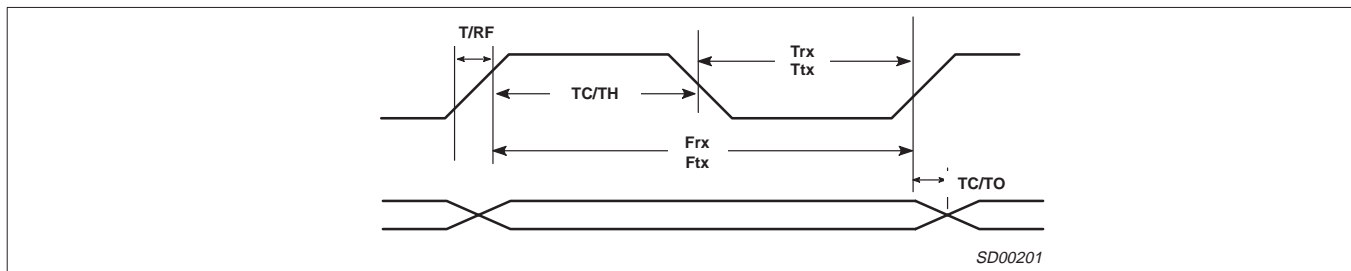 T/RF
Trx
Ttx
TC/TH
Frx
Ftx
TC/TO
SD00201